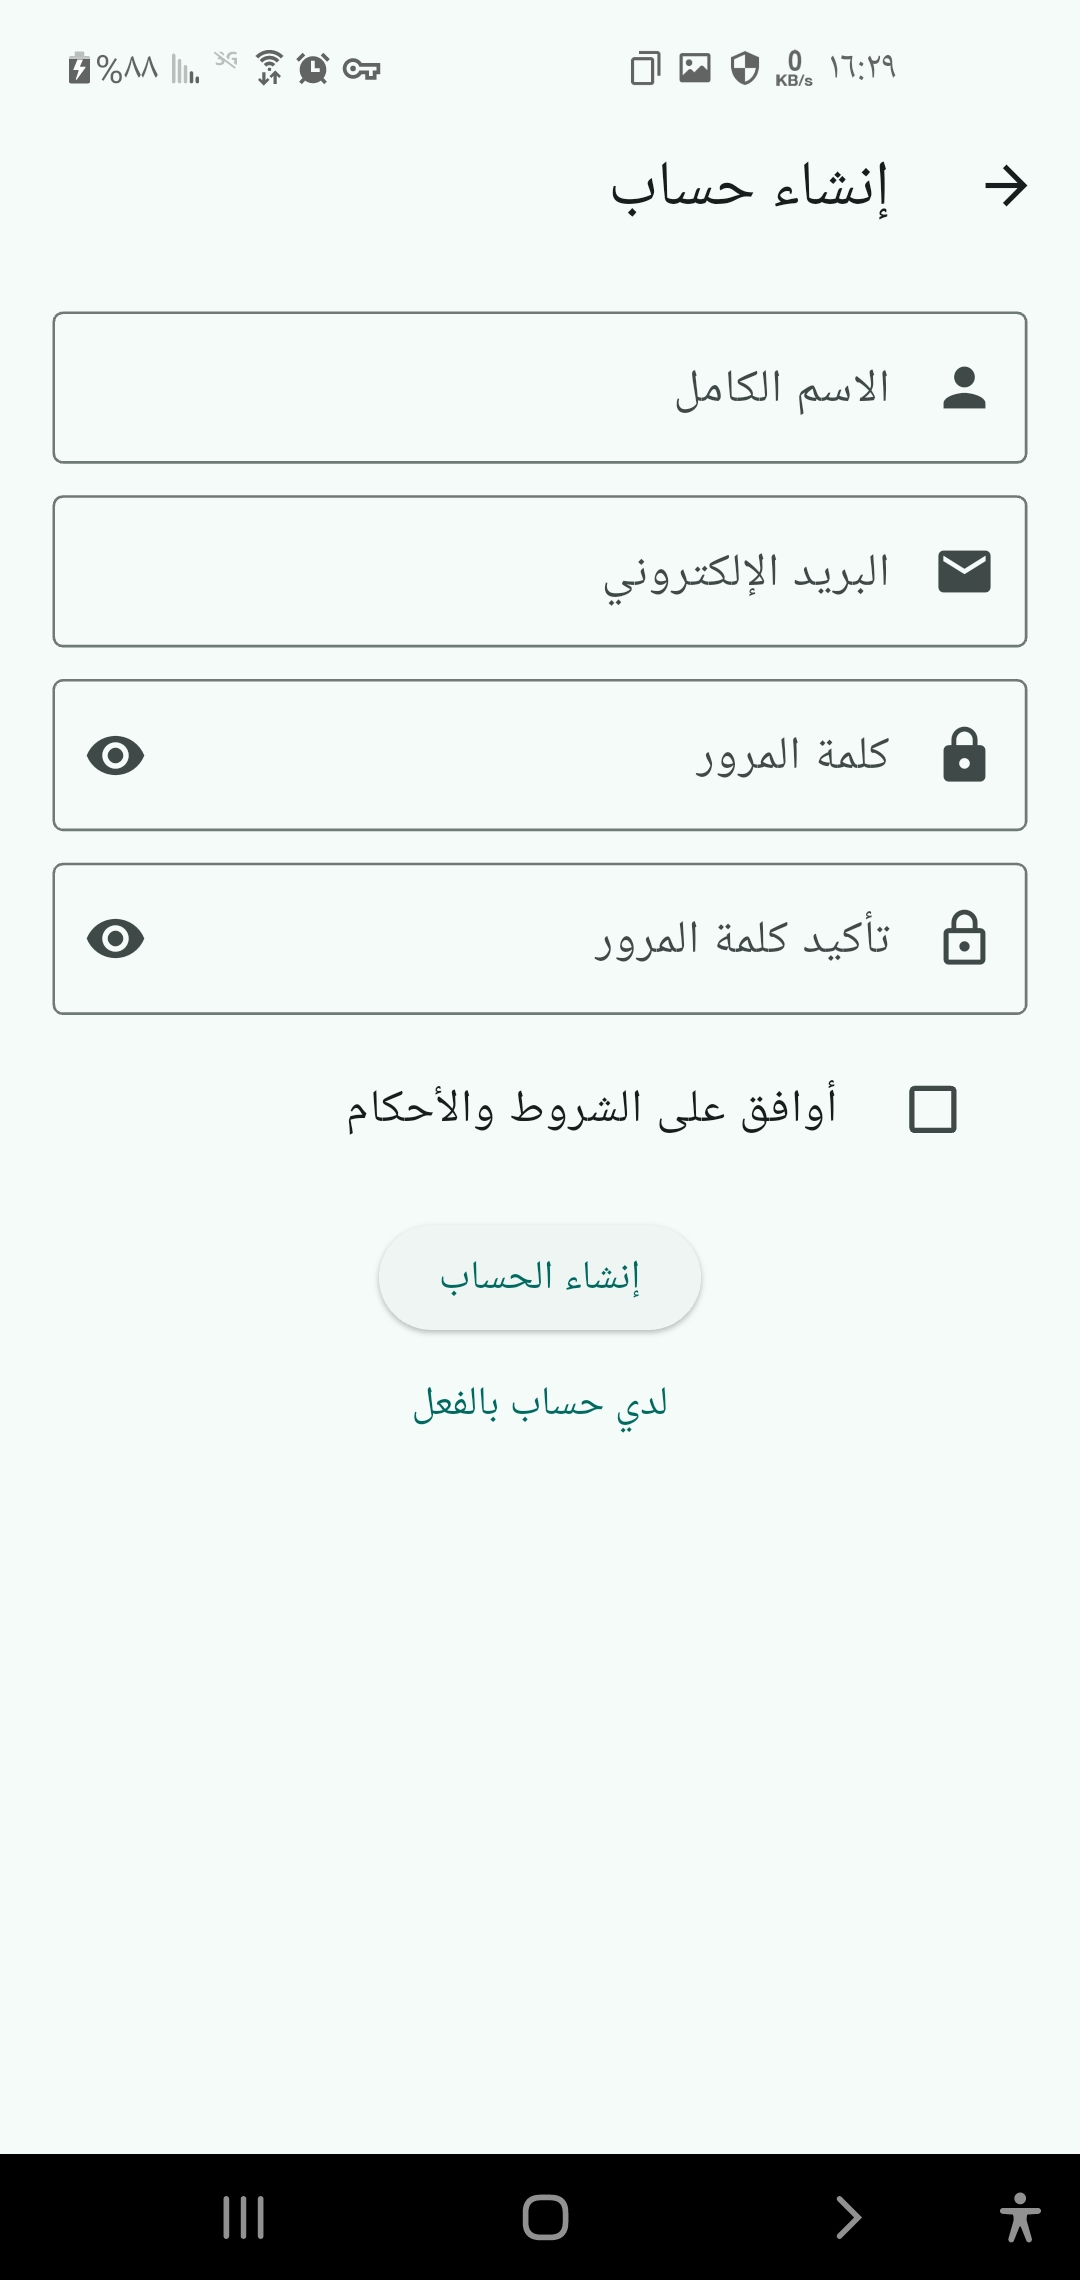 ١٦:٢٩ 0 KB/s 3G %٨٨
إنشاء حساب
الاسم الكامل
البريد الإلكتروني
كلمة المرور
تأكيد كلمة المرور
أوافق على الشروط والأحكام
إنشاء الحساب
لدي حساب بالفعل